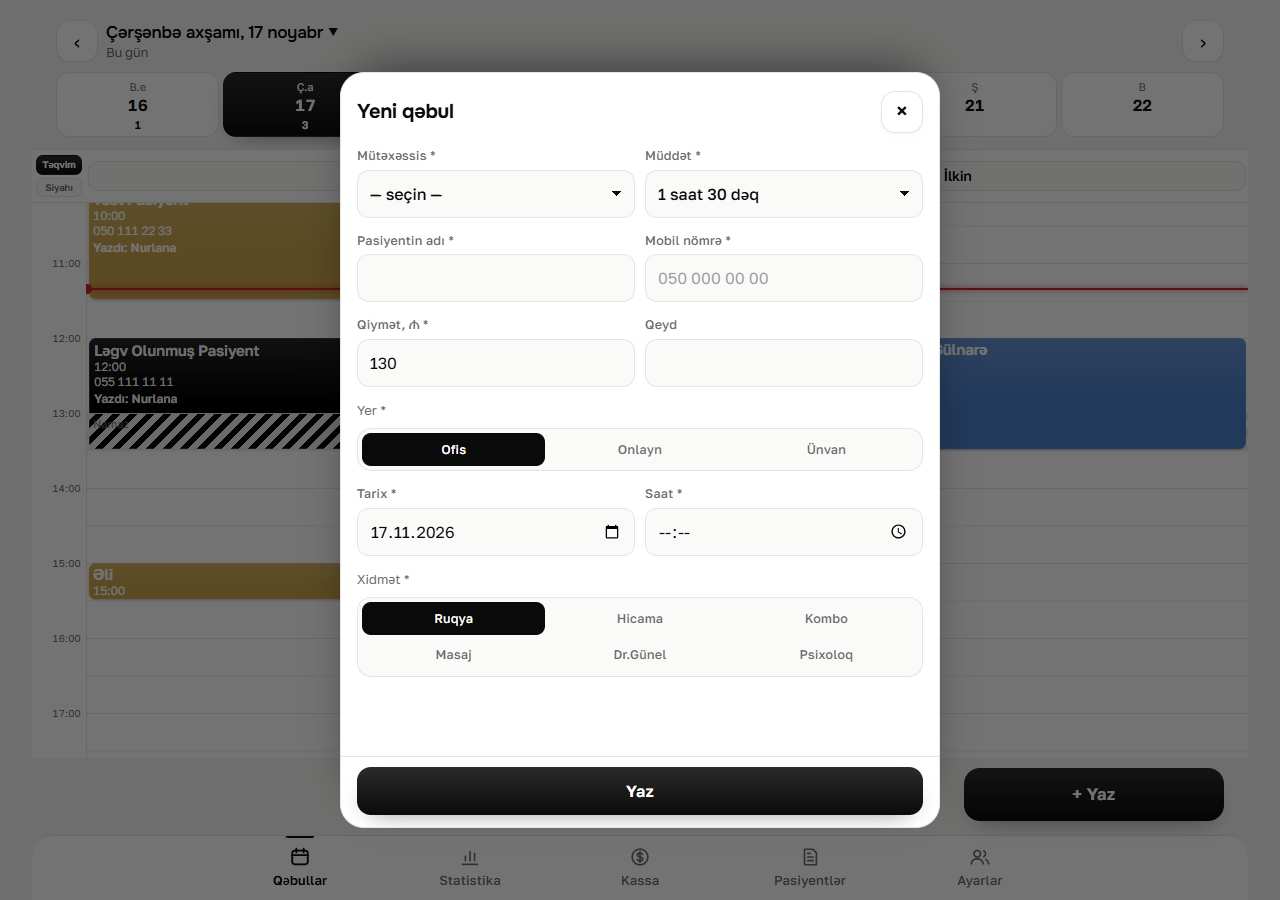 ‹
Çərşənbə axşamı, 17 noyabr ▼
Bu gün
›
B.e
16
1
Ç.a
17
3
Ş
21
B
22
Təqvim
Siyahı
İlkin
10:00
050 111 22 33
Yazdı: Nurlana
11:00
12:00
Ləgv Olunmuş Pasiyent
12:00
055 111 11 11
Yazdı: Nurlana
13:00
14:00
15:00
Əli
15:00
16:00
17:00
Gülnarə
Yeni qəbul
×
Mütəxəssis *
Müddət *
— seçin —
1 saat 30 dəq
Pasiyentin adı *
Mobil nömrə *
050 000 00 00
Qiymət, ₼ *
Qeyd
130
Yer *
Ofis
Onlayn
Ünvan
Tarix *
Saat *
17.11.2026
--:--
Xidmət *
Ruqya
Hicama
Kombo
Masaj
Dr.Günel
Psixoloq
Yaz
+ Yaz
Qəbullar
Statistika
Kassa
Pasiyentlər
Ayarlar